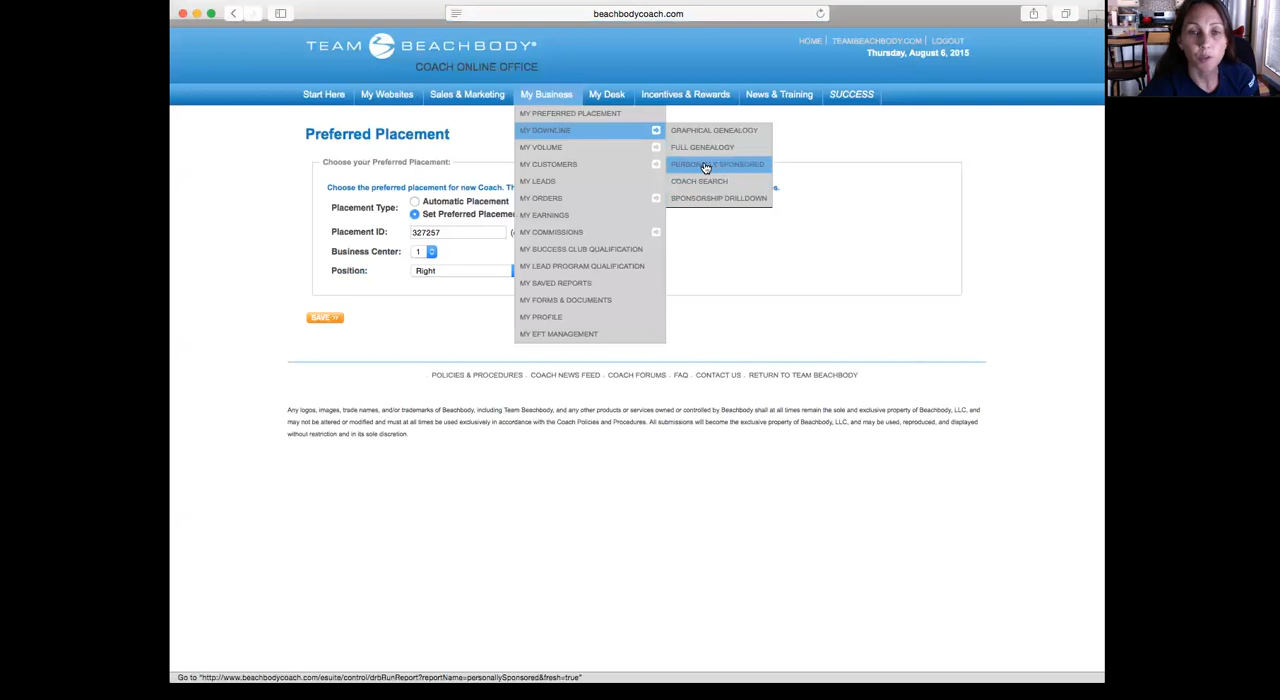 beachbodycoach.com
TEAM BEACHBODY®
COACH ONLINE OFFICE
HOME | TEAMBEACHBODY.COM | LOGOUT
Thursday, August 6, 2015
Start Here
My Websites
Sales & Marketing
My Business
My Desk
Incentives & Rewards
News & Training
SUCCESS
MY PREFERRED PLACEMENT
MY DOWNLINE
MY VOLUME
MY CUSTOMERS
MY LEADS
MY ORDERS
MY EARNINGS
MY COMMISSIONS
MY SUCCESS CLUB QUALIFICATION
MY LEAD PROGRAM QUALIFICATION
MY SAVED REPORTS
MY FORMS & DOCUMENTS
MY PROFILE
MY EFT MANAGEMENT
GRAPHICAL GENEALOGY
FULL GENEALOGY
PERSONALLY SPONSORED
COACH SEARCH
SPONSORSHIP DRILLDOWN
Preferred Placement
Choose your Preferred Placement:
Choose the preferred placement for new Coach.
Placement Type:
Automatic Placement
Set Preferred Placeme
Placement ID:
327257
Business Center:
1
Position:
Right
SAVE
POLICIES & PROCEDURES . COACH NEWS FEED . COACH FORUMS . FAQ . CONTACT US . RETURN TO TEAM BEACHBODY
Any logos, images, trade names, and/or trademarks of Beachbody, including Team Beachbody, and any other products or services owned or controlled by Beachbody shall at all times remain the sole and exclusive property of Beachbody, LLC, and
may not be altered or modified and must at all times be used exclusively in accordance with the Coach Policies and Procedures. All submissions will become the exclusive property of Beachbody, LLC, and may be used, reproduced, and displayed
without restriction and in its sole discretion.
Go to "http://www.beachbodycoach.com/esuite/control/drbRunReport?reportName=personallySponsored&fresh=true"